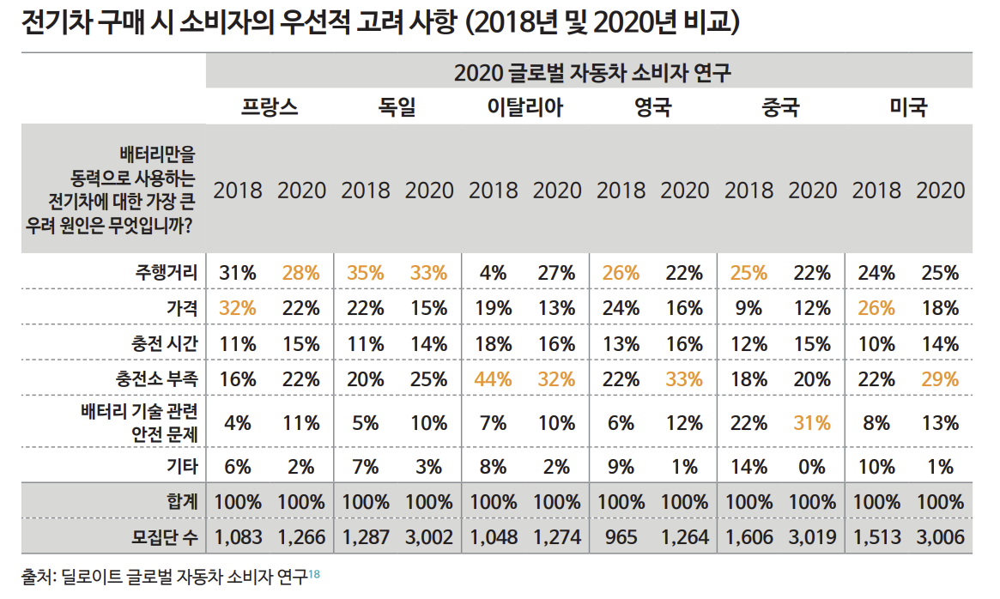 전기차 구매 시 소비자의 우선적 고려 사항 (2018년 및 2020년 비교)
2020 글로벌 자동차 소비자 연구
프랑스 독일 이탈리아 영국 중국 미국
배터리만을
동력으로 사용하는
전기차에 대한 가장 큰
우려 원인은 무엇입니까?
2018 2020 2018 2020 2018 2020 2018 2020 2018 2020 2018 2020
주행거리 31% 28% 35% 33% 4% 27% 26% 22% 25% 22% 24% 25%
가격 32% 22% 22% 15% 19% 13% 24% 16% 9% 12% 26% 18%
충전 시간 11% 15% 11% 14% 18% 16% 13% 16% 12% 15% 10% 14%
충전소 부족 16% 22% 20% 25% 44% 32% 22% 33% 18% 20% 22% 29%
배터리 기술 관련
안전 문제 4% 11% 5% 10% 7% 10% 6% 12% 22% 31% 8% 13%
기타 6% 2% 7% 3% 8% 2% 9% 1% 14% 0% 10% 1%
합계 100% 100% 100% 100% 100% 100% 100% 100% 100% 100% 100% 100%
모집단 수 1,083 1,266 1,287 3,002 1,048 1,274 965 1,264 1,606 3,019 1,513 3,006
출처: 딜로이트 글로벌 자동차 소비자 연구18